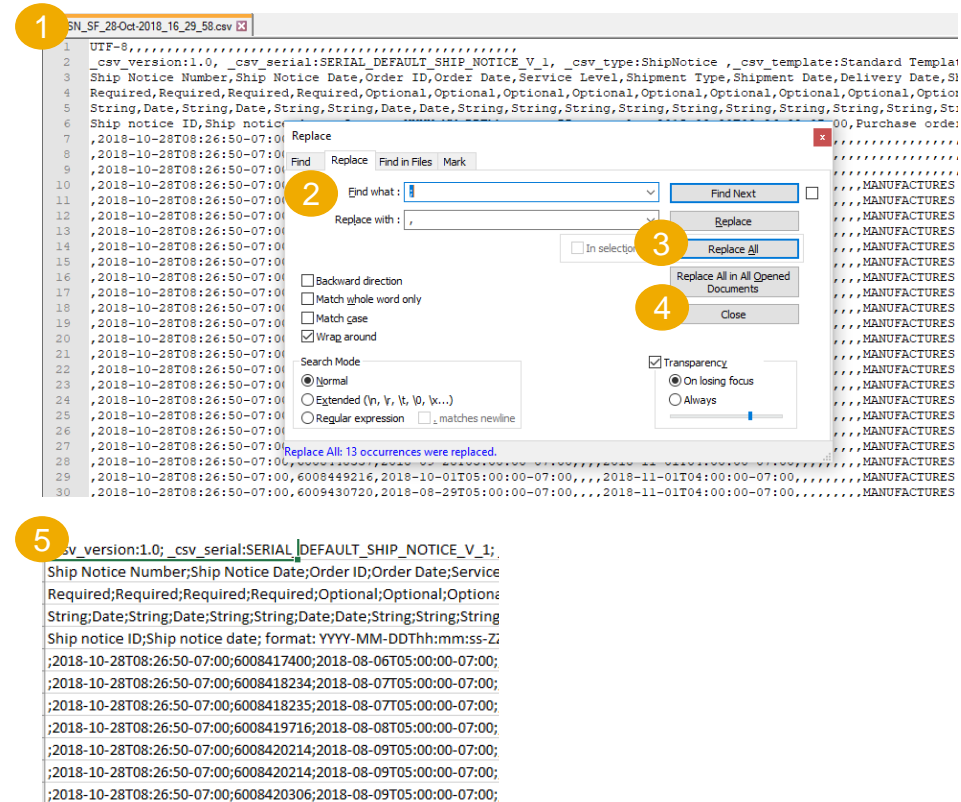 1
SN_SF_28-Oct-2018_16_29_58.csv
1 UTF-8,,,,,,,,,,,,,,,,,,,,,,,,,,,,,,,,,,,,,,,,,,,,,,,,,,
2 _csv_version:1.0, _csv_serial:SERIAL_DEFAULT_SHIP_NOTICE_V_1, _csv_type:ShipNotice ,_csv_template:Standard Templat
3 Ship Notice Number,Ship Notice Date,Order ID,Order Date,Service Level,Shipment Type,Shipment Date,Delivery Date,Sh
4 Required,Required,Required,Required,Optional,Optional,Optional,Optional,Optional,Optional,Optional,Optional,Option
5 String,Date,String,Date,String,String,Date,Date,String,String,String,String,String,String,String,String,String,St
6 Ship notice ID,Ship notice 00,Purchase orde
7 ,2018-10-28T08:26:50-07:00 ,,,,,,,,,,,,,,,
8 ,2018-10-28T08:26:50-07:00 ,,,,,,,,,,,,,,,
9 ,2018-10-28T08:26:50-07:00 ,,,,,,,,,,,,,,,
10 ,2018-10-28T08:26:50-07:00 ,,,,MANUFACTURES
11 ,2018-10-28T08:26:50-07:00 ,,,,MANUFACTURES
12 ,2018-10-28T08:26:50-07:00 ,,,,MANUFACTURES
13 ,2018-10-28T08:26:50-07:00 ,,,,MANUFACTURES
14 ,2018-10-28T08:26:50-07:00 ,,,,MANUFACTURES
15 ,2018-10-28T08:26:50-07:00 ,,,,MANUFACTURES
16 ,2018-10-28T08:26:50-07:00 ,,,,MANUFACTURES
17 ,2018-10-28T08:26:50-07:00 ,,,,MANUFACTURES
18 ,2018-10-28T08:26:50-07:00 ,,,,MANUFACTURES
19 ,2018-10-28T08:26:50-07:00 ,,,,MANUFACTURES
20 ,2018-10-28T08:26:50-07:00 ,,,,MANUFACTURES
21 ,2018-10-28T08:26:50-07:00 ,,,,MANUFACTURES
22 ,2018-10-28T08:26:50-07:00 ,,,,MANUFACTURES
23 ,2018-10-28T08:26:50-07:00 ,,,,MANUFACTURES
24 ,2018-10-28T08:26:50-07:00 ,,,,MANUFACTURES
25 ,2018-10-28T08:26:50-07:00 ,,,,MANUFACTURES
26 ,2018-10-28T08:26:50-07:00 ,,,,MANUFACTURES
27 ,2018-10-28T08:26:50-07:00 ,,,,MANUFACTURES
28 ,2018-10-28T08:26:50-07:00 ,,,,MANUFACTURES
29 ,2018-10-28T08:26:50-07:00,6008449216,2018-10-01T05:00:00-07:00,,,,2018-11-01T04:00:00-07:00,,,,,,,,,MANUFACTURES
30 ,2018-10-28T08:26:50-07:00,6009430720,2018-08-29T05:00:00-07:00,,,,2018-11-01T04:00:00-07:00,,,,,,,,,MANUFACTURES
Replace x
Find Replace Find in Files Mark
2 Find what : ; Find Next
Replace with : , Replace
In selection 3 Replace All
Replace All in All Opened
Documents
4 Close
Backward direction
Match whole word only
Match case
Wrap around
Search Mode
Normal
Extended (\n, \r, \t, \0, \x...)
Regular expression . matches newline
Transparency
On losing focus
Always
Replace All: 13 occurrences were replaced.
5
sv_version:1.0; _csv_serial:SERIAL_DEFAULT_SHIP_NOTICE_V_1;
Ship Notice Number;Ship Notice Date;Order ID;Order Date;Service
Required;Required;Required;Required;Optional;Optional;Optiona
String;Date;String;Date;String;String;Date;Date;String;String;String
Ship notice ID;Ship notice date; format: YYYY-MM-DDThh:mm:ss-ZZ
;2018-10-28T08:26:50-07:00;6008417400;2018-08-06T05:00:00-07:00;
;2018-10-28T08:26:50-07:00;6008418234;2018-08-07T05:00:00-07:00;
;2018-10-28T08:26:50-07:00;6008418235;2018-08-07T05:00:00-07:00;
;2018-10-28T08:26:50-07:00;6008419716;2018-08-08T05:00:00-07:00;
;2018-10-28T08:26:50-07:00;6008420214;2018-08-09T05:00:00-07:00;
;2018-10-28T08:26:50-07:00;6008420214;2018-08-09T05:00:00-07:00;
;2018-10-28T08:26:50-07:00;6008420306;2018-08-09T05:00:00-07:00;